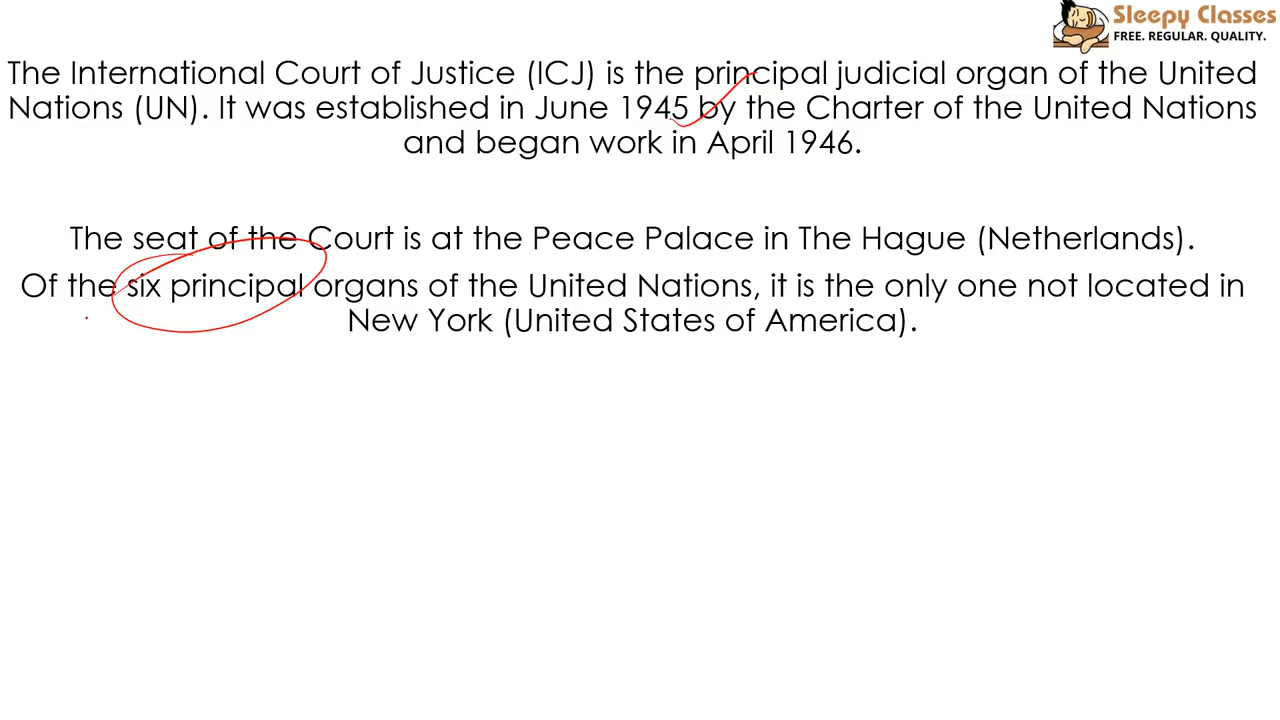 Sleepy Classes
FREE. REGULAR. QUALITY.
The International Court of Justice (ICJ) is the principal judicial organ of the United
Nations (UN). It was established in June 1945 by the Charter of the United Nations
and began work in April 1946.
The seat of the Court is at the Peace Palace in The Hague (Netherlands).
Of the six principal organs of the United Nations, it is the only one not located in
New York (United States of America).